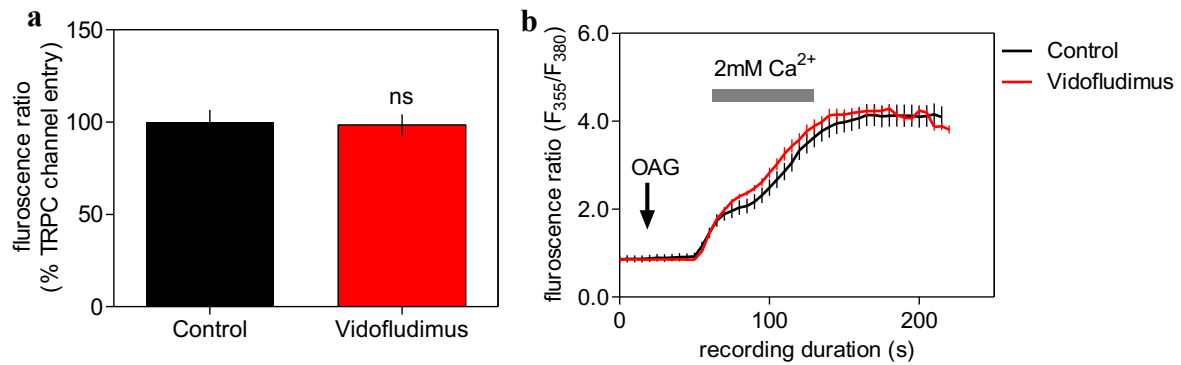 a
fluroscence ratio
(% TRPC channel entry)
150
100
50
0
ns
Control
Vidofludimus
b
fluroscence ratio (F355/F380)
6.0
4.0
2.0
0.0
2mM Ca2+
OAG
0
100
200
recording duration (s)
Control
Vidofludimus